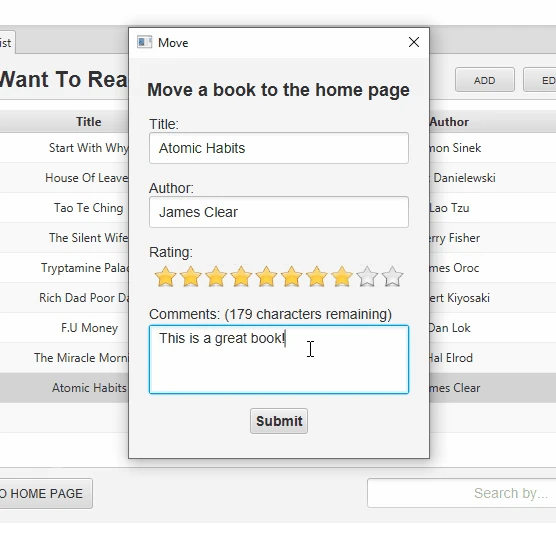 ist
Move
Want To Rea
ADD
ED
Move a book to the home page
Title
Author
Title:
Start With Why
mon Sinek
Atomic Habits
House Of Leave
Danielewski
Author:
Tao Te Ching
Lao Tzu
James Clear
The Silent Wife
rry Fisher
Rating:
Tryptamine Palac
mes Oroc
Rich Dad Poor Da
ert Kiyosaki
Comments: (179 characters remaining)
F.U Money
Dan Lok
This is a great book!
The Miracle Morni
Hal Elrod
Atomic Habits
mes Clear
Submit
O HOME PAGE
Search by...